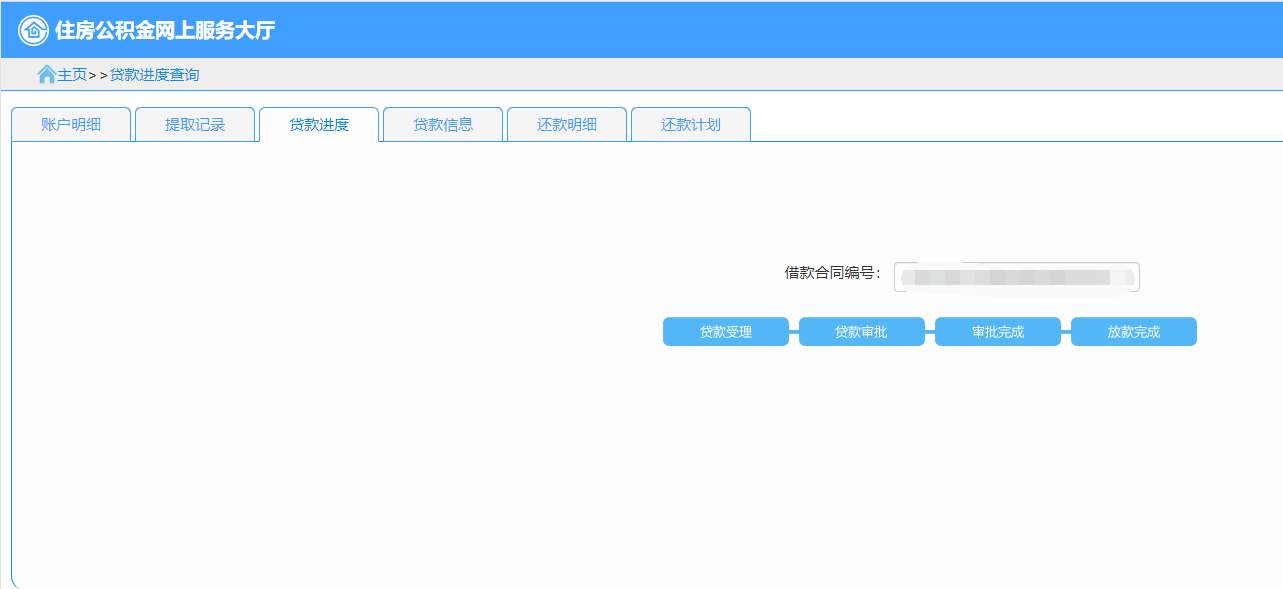 住房公积金网上服务大厅
主页>>贷款进度查询
账户明细 提取记录 贷款进度 贷款信息 还款明细 还款计划
借款合同编号：
贷款受理 贷款审批 审批完成 放款完成